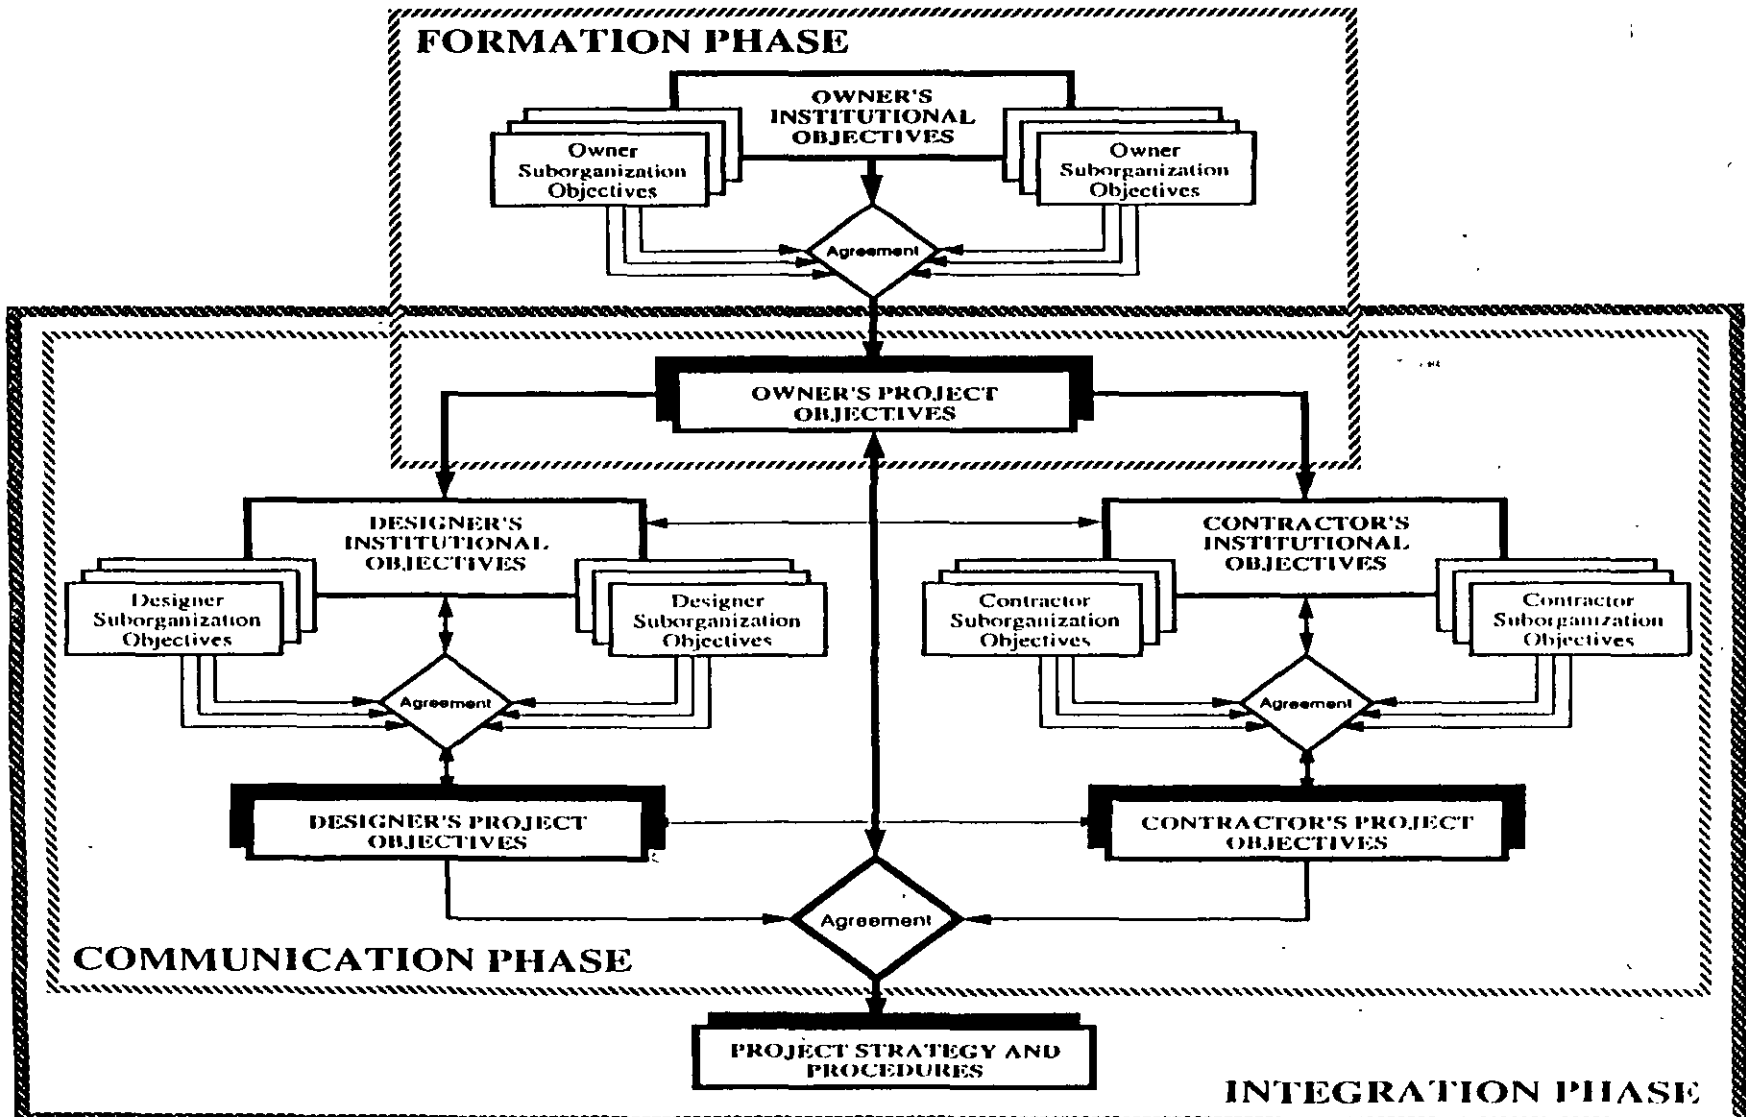 FORMATION PHASE
OWNER'S
INSTITUTIONAL
OBJECTIVES
Owner
Suborganization
Objectives
Owner
Suborganization
Objectives
Agreement
OWNER'S PROJECT
OBJECTIVES
DESIGNER'S
INSTITUTIONAL
OBJECTIVES
CONTRACTOR'S
INSTITUTIONAL
OBJECTIVES
Designer
Suborganization
Objectives
Designer
Suborganization
Objectives
Contractor
Suborganization
Objectives
Contractor
Suborganization
Objectives
Agreement
Agreement
DESIGNER'S PROJECT
OBJECTIVES
CONTRACTOR'S PROJECT
OBJECTIVES
Agreement
COMMUNICATION PHASE
PROJECT STRATEGY AND
PROCEDURES
INTEGRATION PHASE